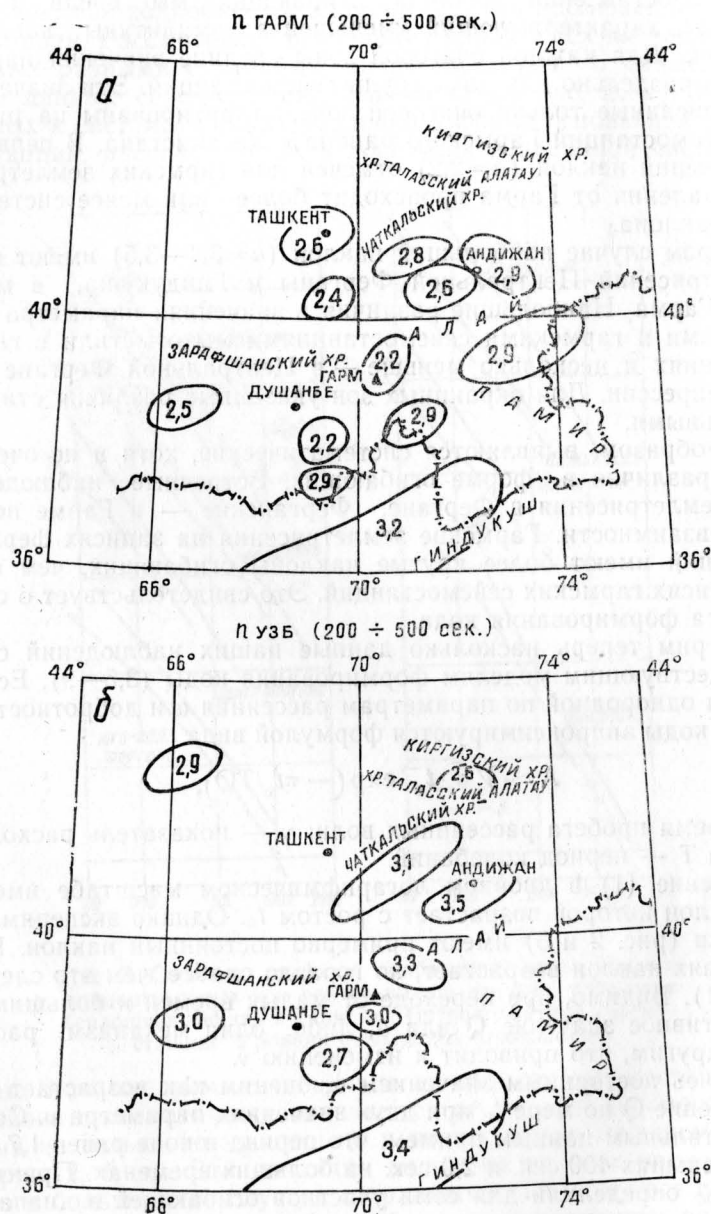 n ГАРМ (200 ÷ 500 сек.)
44° 66° 70° 74° 44°
а
КИРГИЗСКИЙ ХР.
ХР. ТАЛАССКИЙ АЛАТАУ
ЧАТКАЛЬСКИЙ ХР.
ТАШКЕНТ
2,6
2,8
АНДИЖАН
2,9
2,6
2,4
40° 40°
АЛАЙ
2,9
ЗАРАФШАНСКИЙ ХР.
2,2
ГАРМ
ДУШАНБЕ
ПАМИР
2,5
2,9
2,2
2,9
3,2
ГИНДУКУШ
36° 66° 70° 74° 36°
n УЗБ (200 ÷ 500 сек.)
44° 66° 70° 74° 44°
б
2,9
КИРГИЗСКИЙ ХР.
2,6
ХР. ТАЛАССКИЙ АЛАТАУ
ЧАТКАЛЬСКИЙ ХР.
ТАШКЕНТ
3,1
АНДИЖАН
3,5
40° 40°
АЛАЙ
3,3
ЗАРАФШАНСКИЙ ХР.
ГАРМ
ПАМИР
3,0
ДУШАНБЕ
3,0
2,7
3,4
ГИНДУКУШ
36° 66° 70° 74° 36°